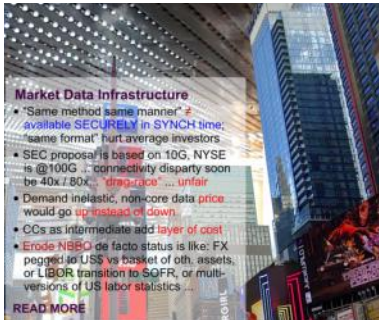 Market Data Infrastructure
• "Same method same manner" ≠
available SECURELY in SYNCH time;
"same format" hurt average investors
• SEC proposal is based on 10G, NYSE
is @100G ... connectivity disparty soon
be 40x / 80x... "drag-race" ... unfair
• Demand inelastic, non-core data price
would go up instead of down
• CCs as intermediate add layer of cost
• Erode NBBO de facto status is like: FX
pegged to US$ vs basket of oth. assets,
or LIBOR transition to SOFR, or multi-
versions of US labor statistics ...
READ MORE